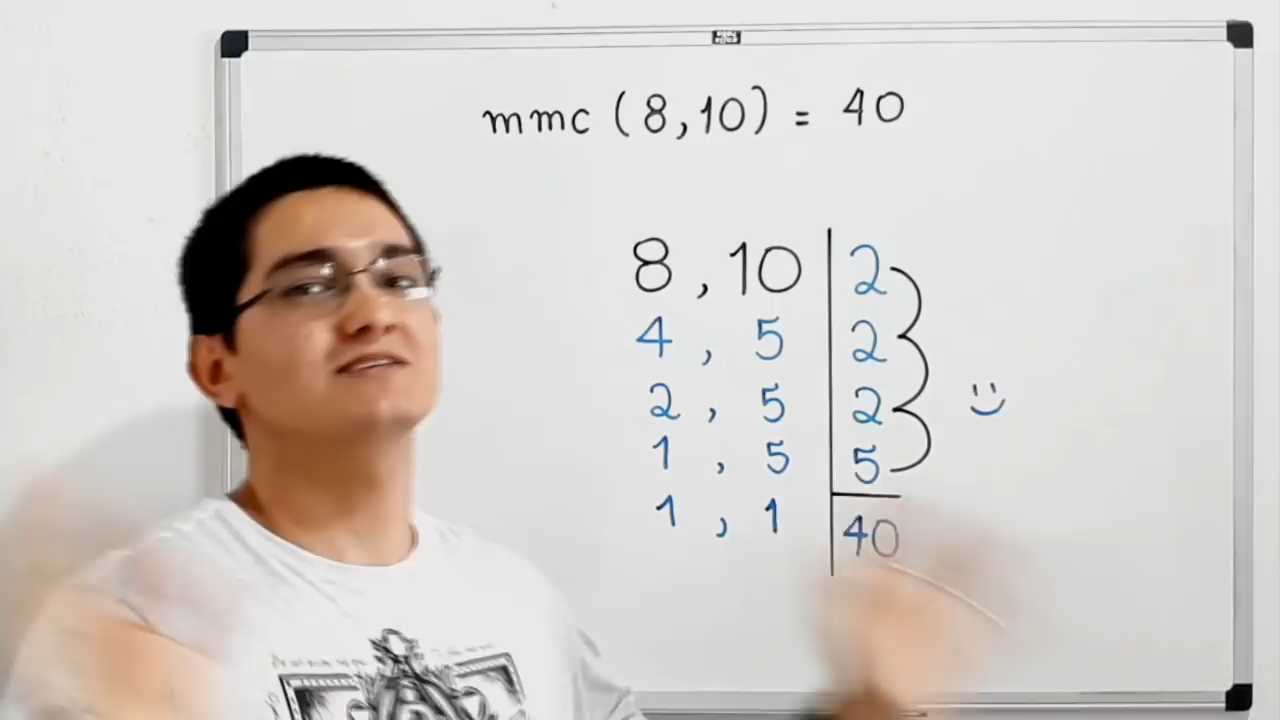 mmc (8,10) = 40
8 , 10 | 2
4 , 5 | 2
2 , 5 | 2
1 , 5 | 5
1 , 1 | 40